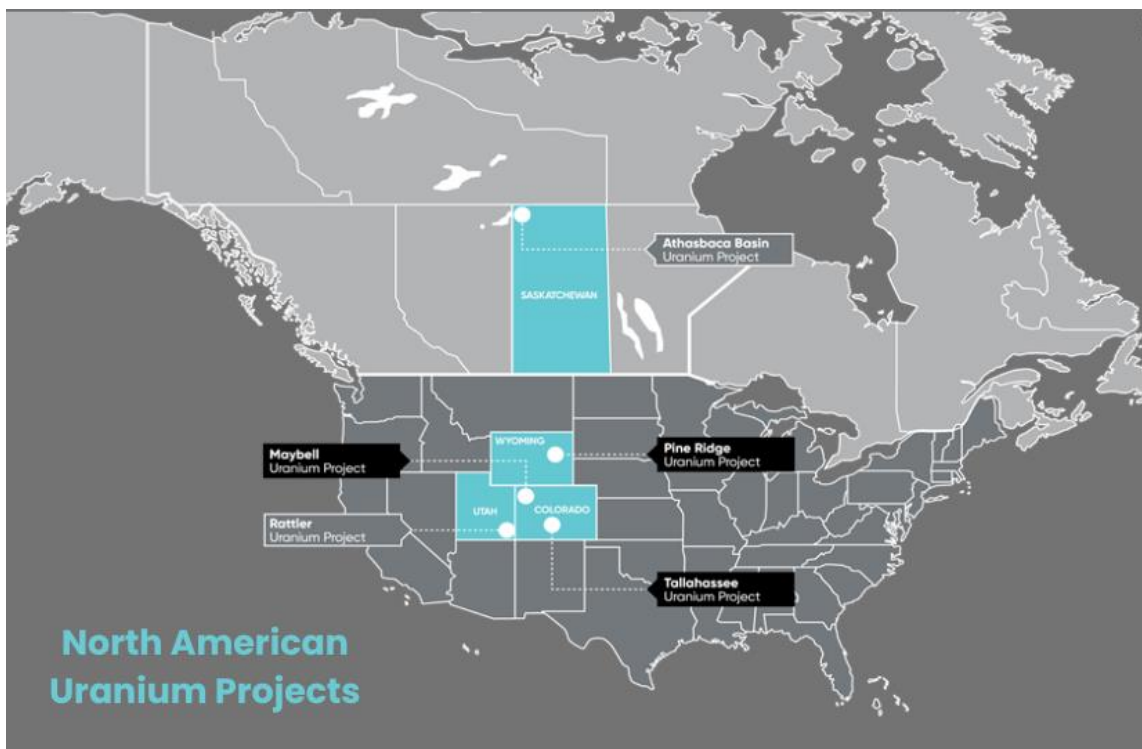 Athasbaca Basin
Uranium Project
SASKATCHEWAN
WYOMING
Maybell
Uranium Project
Pine Ridge
Uranium Project
UTAH
COLORADO
Rattler
Uranium Project
Tallahassee
Uranium Project
North American
Uranium Projects